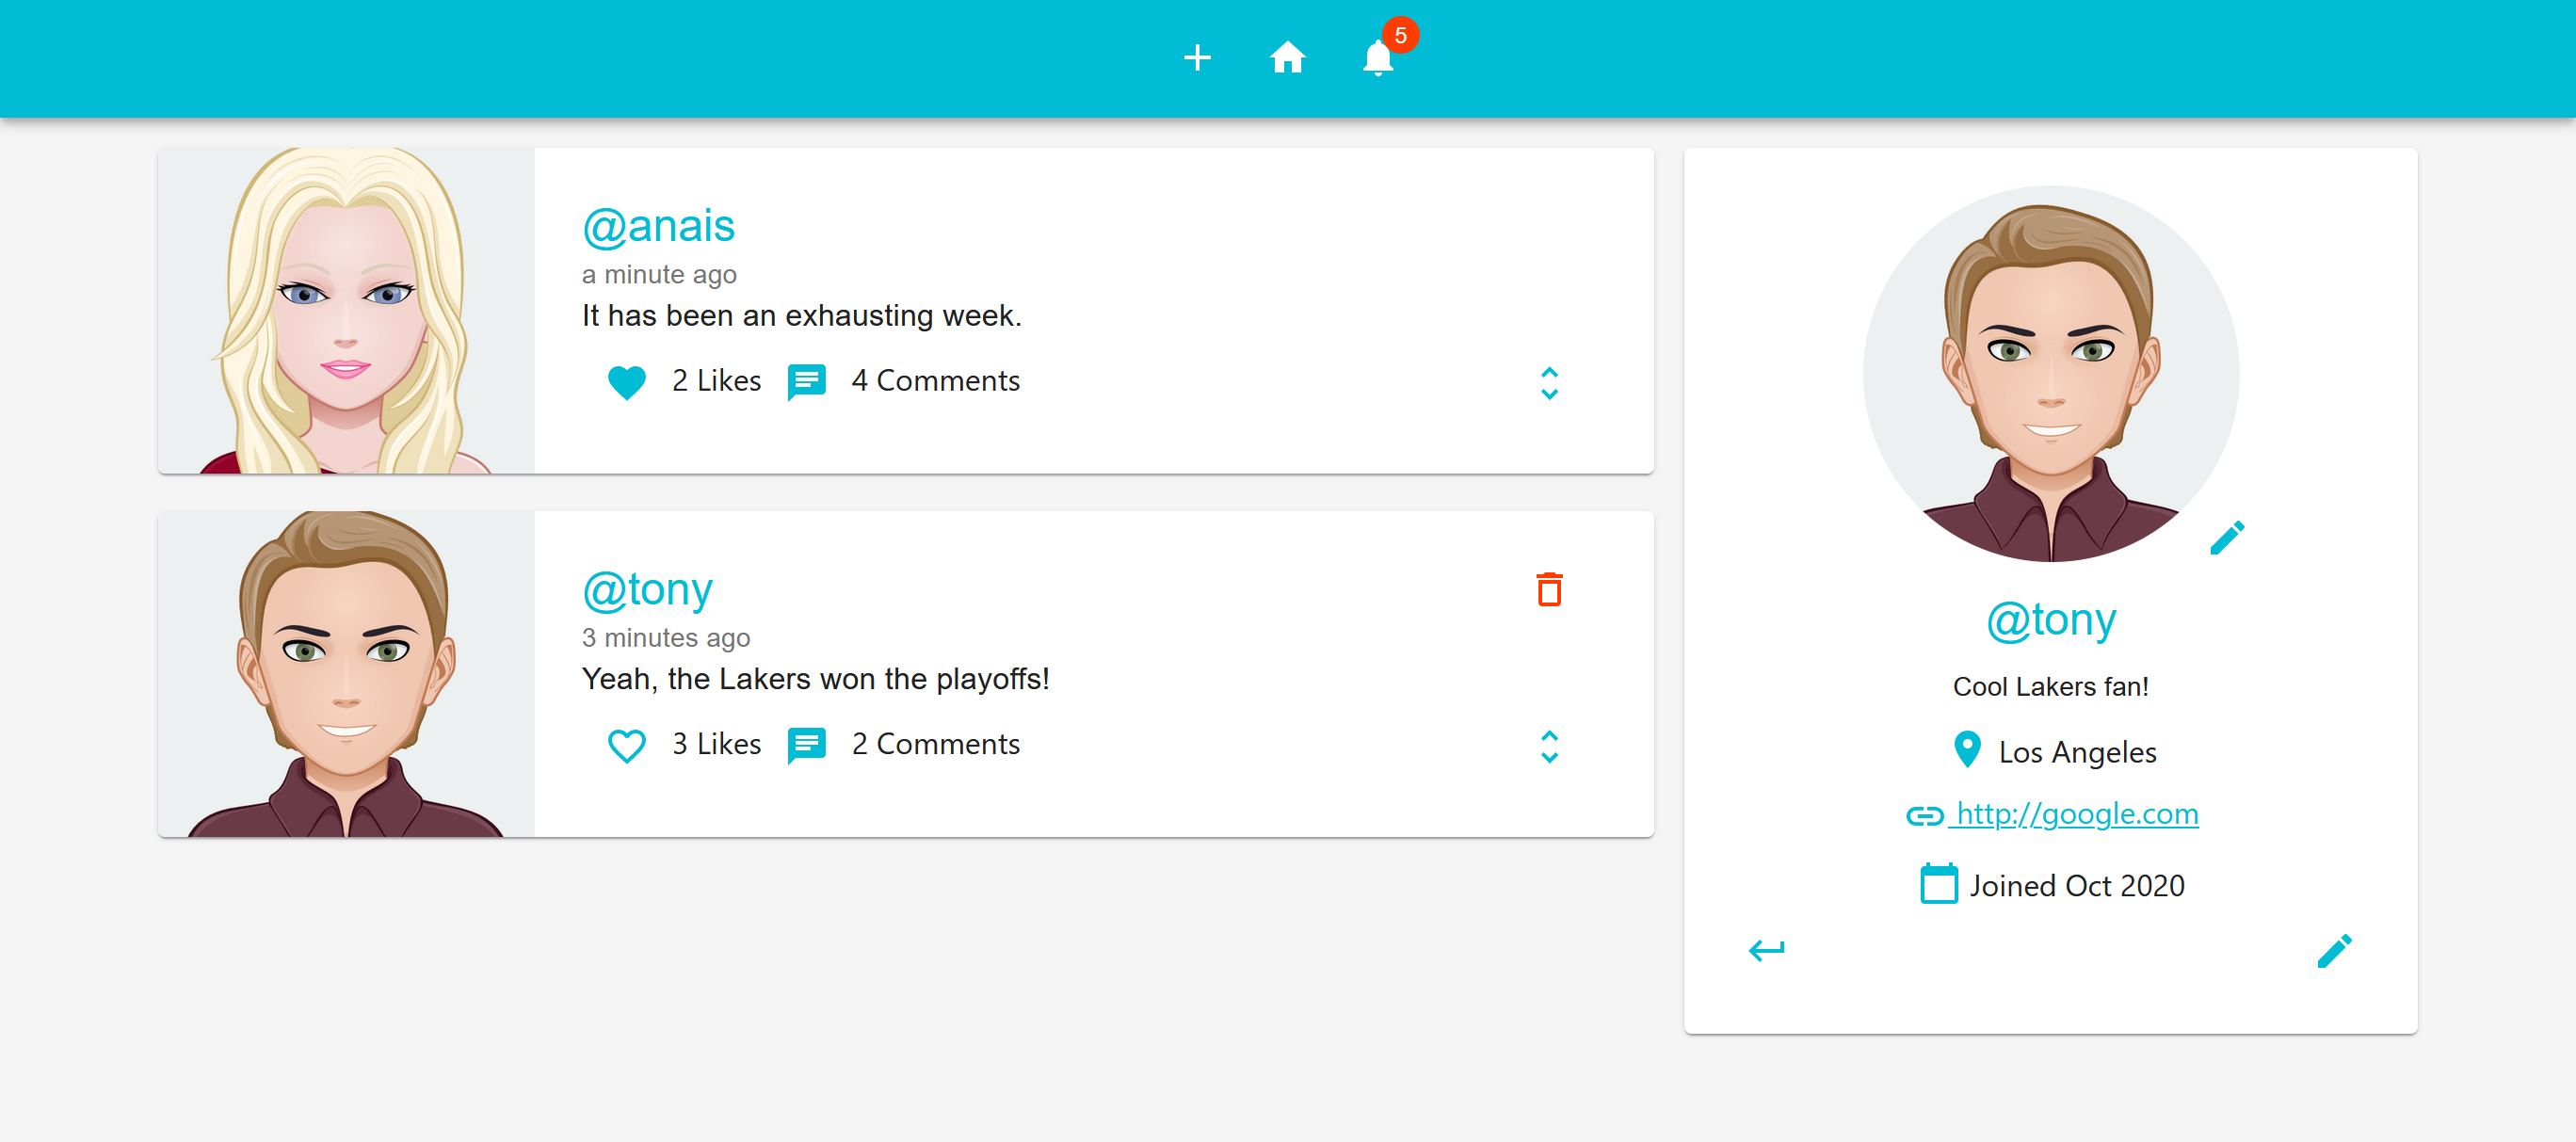 5
@anais
a minute ago
It has been an exhausting week.
2 Likes 4 Comments
@tony
3 minutes ago
Yeah, the Lakers won the playoffs!
3 Likes 2 Comments
@tony
Cool Lakers fan!
Los Angeles
http://google.com
Joined Oct 2020